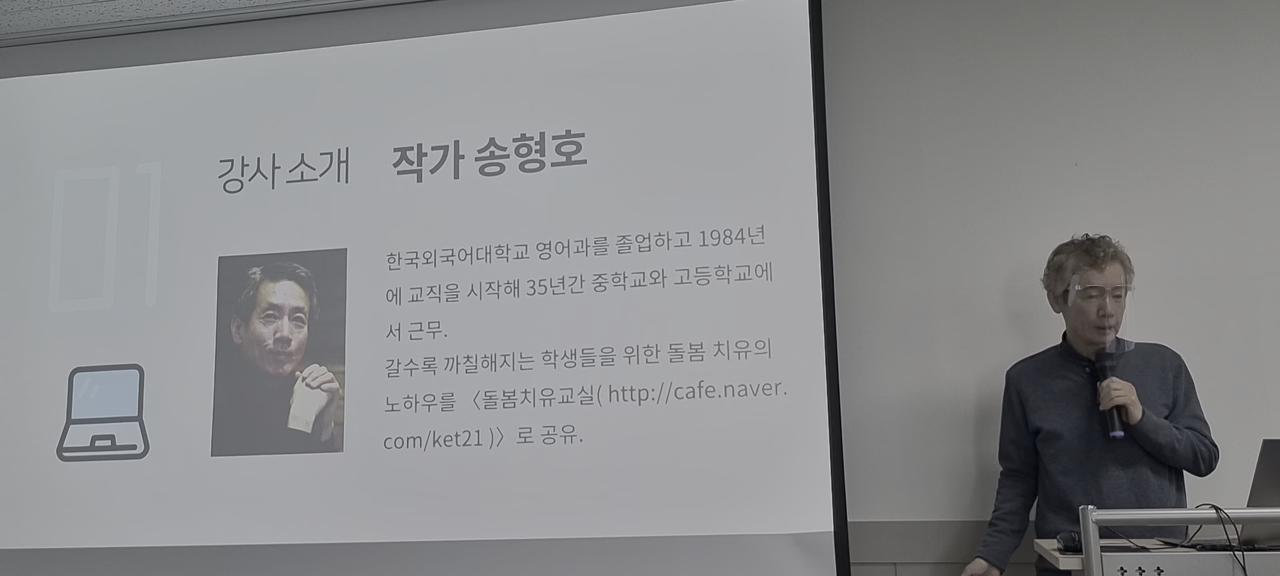 01
강사 소개 작가 송형호
한국외국어대학교 영어과를 졸업하고 1984년
에 교직을 시작해 35년간 중학교와 고등학교에
서 근무.
갈수록 까칠해지는 학생들을 위한 돌봄 치유의
노하우를 〈돌봄치유교실( http://cafe.naver.
com/ket21 )〉로 공유.